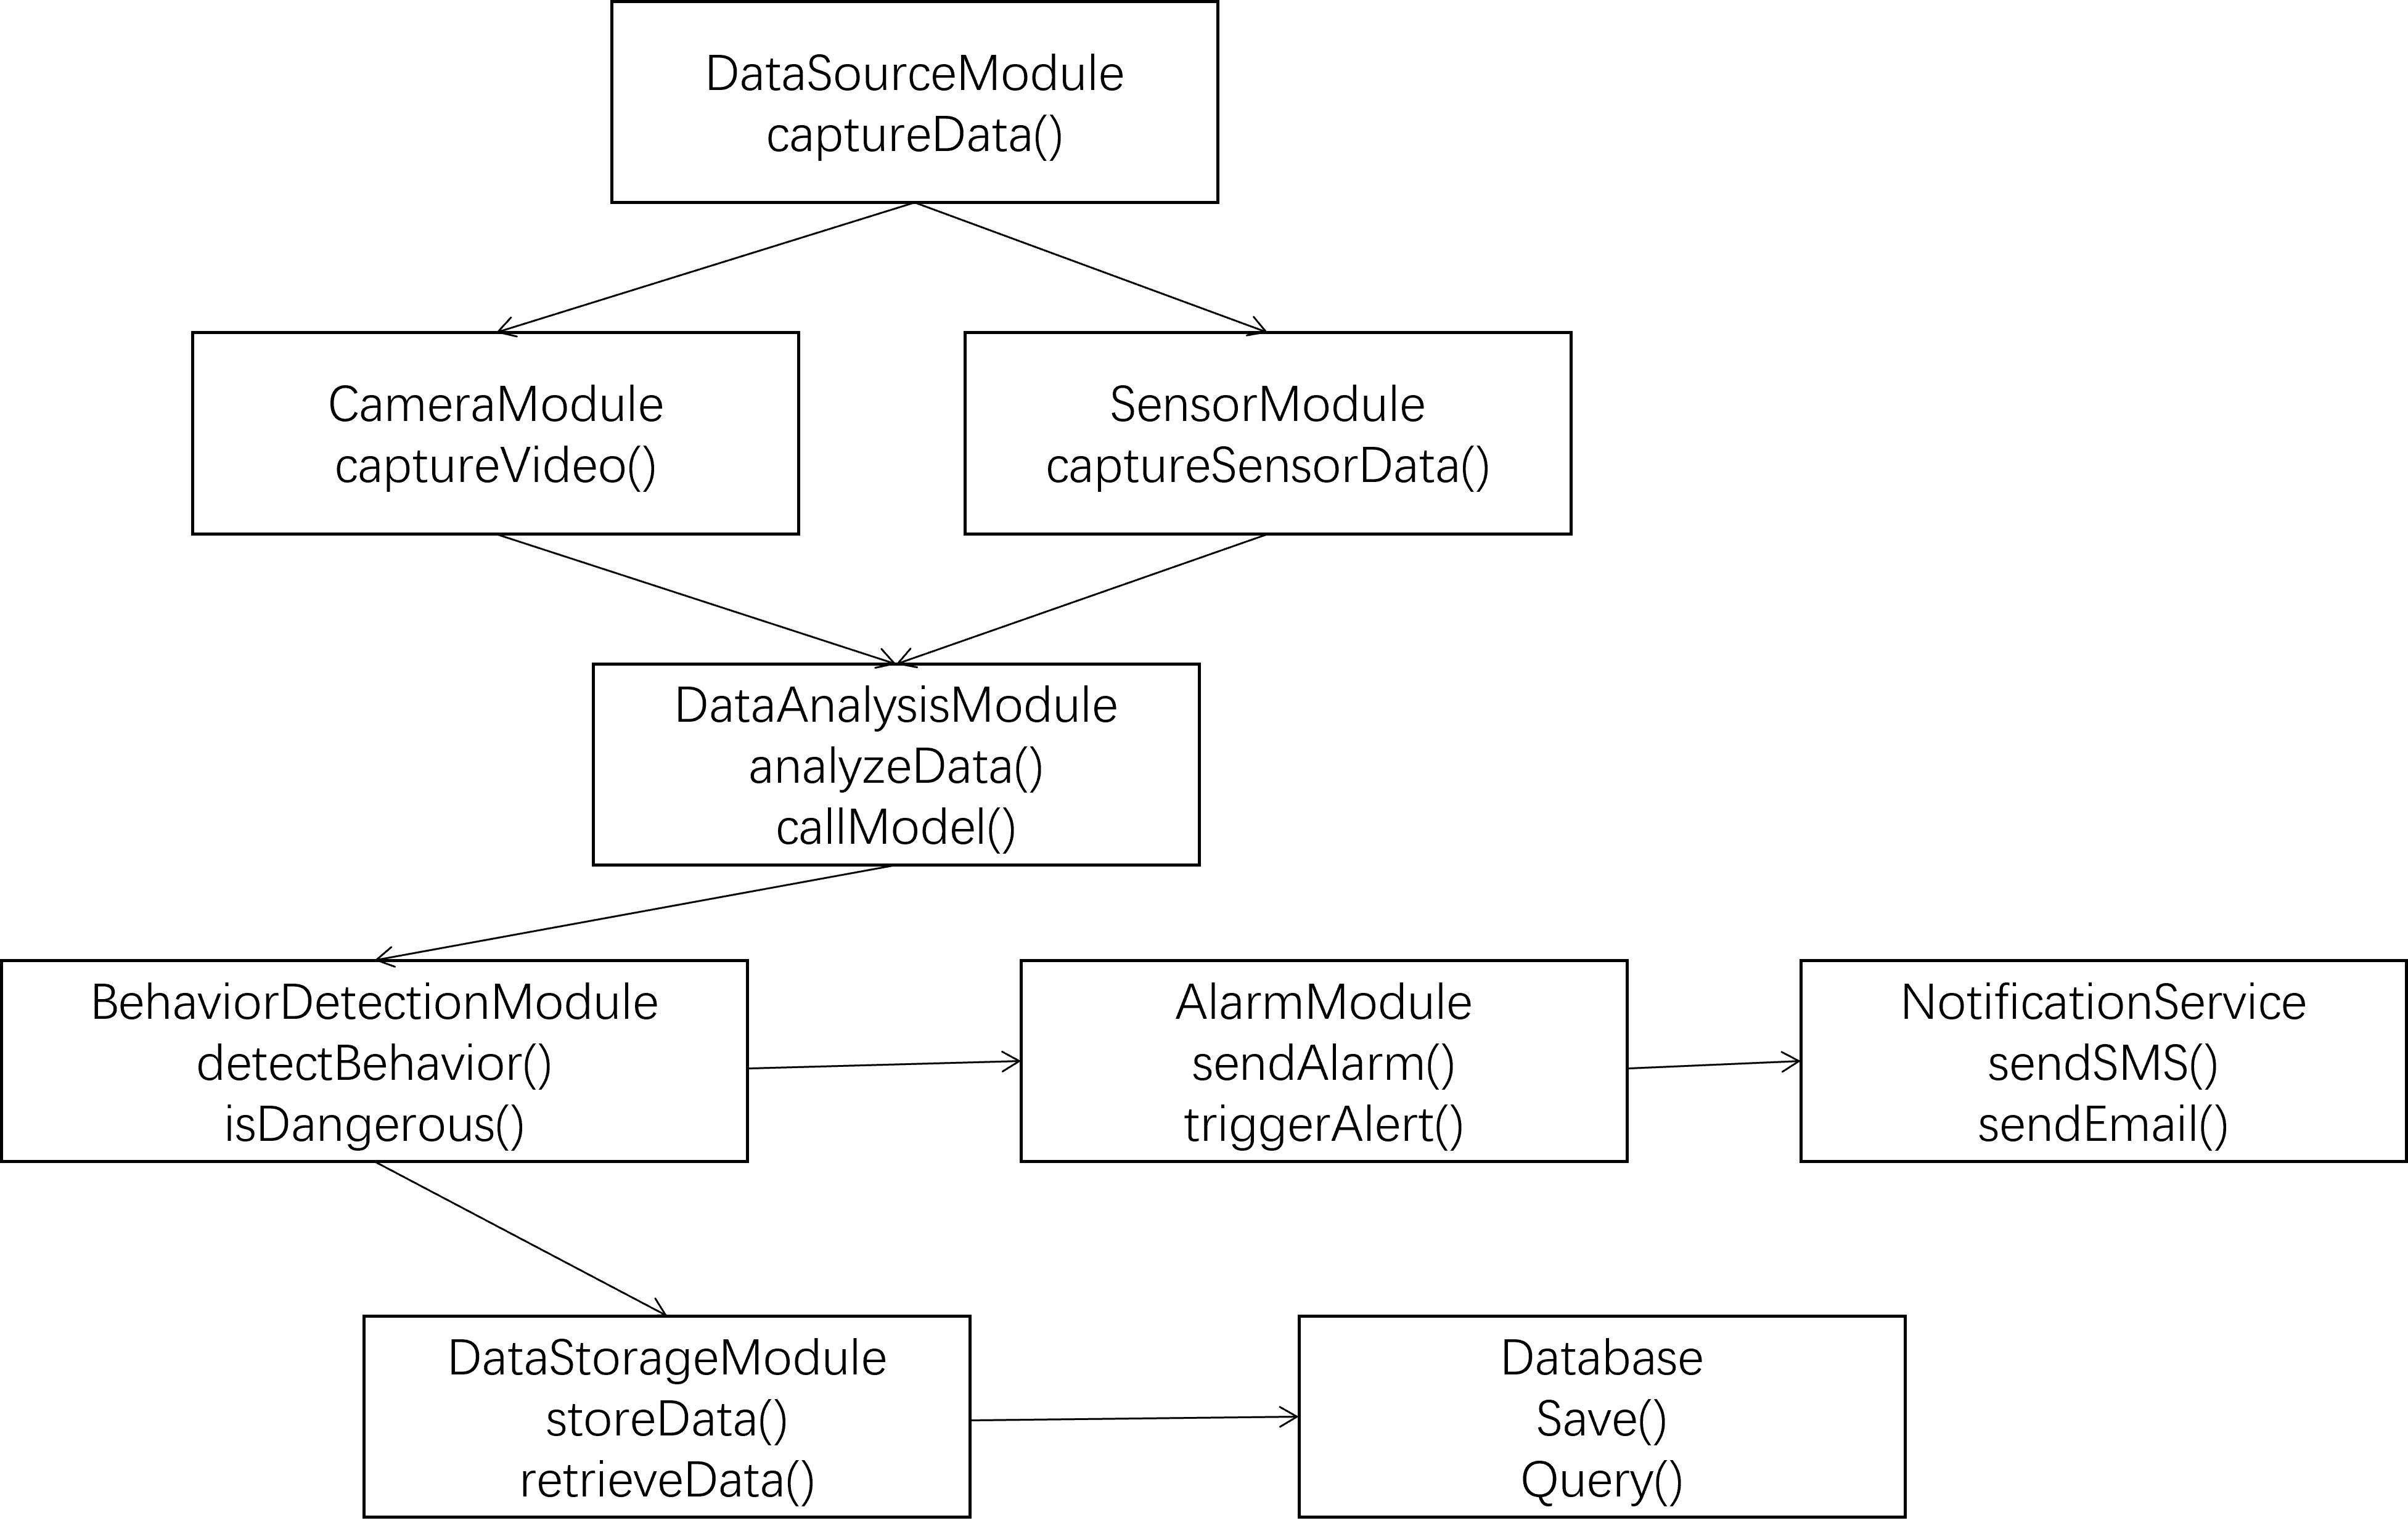 DataSourceModule
captureData()
CameraModule
captureVideo()
SensorModule
captureSensorData()
DataAnalysisModule
analyzeData()
callModel()
BehaviorDetectionModule
detectBehavior()
isDangerous()
AlarmModule
sendAlarm()
triggerAlert()
NotificationService
sendSMS()
sendEmail()
DataStorageModule
storeData()
retrieveData()
Database
Save()
Query()